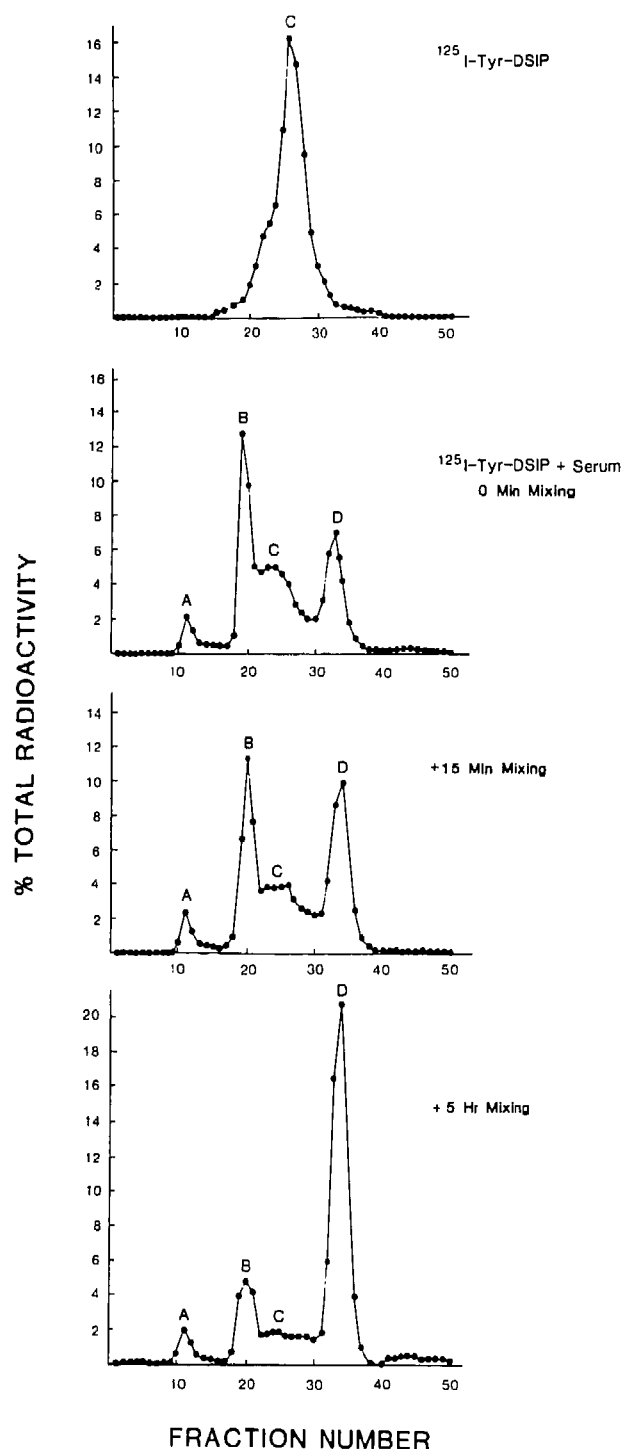 C
125 I-Tyr-DSIP
16
14
12
10
8
6
4
2
10 20 30 40 50
16
14
12
10
8
6
4
2
A
B
C
D
125 I-Tyr-DSIP + Serum
0 Min Mixing
10 20 30 40 50
% TOTAL RADIOACTIVITY
14
12
10
8
6
4
2
A
B
C
D
+15 Min Mixing
10 20 30 40 50
20
18
16
14
12
10
8
6
4
2
A
B
C
D
+ 5 Hr Mixing
10 20 30 40 50
FRACTION NUMBER